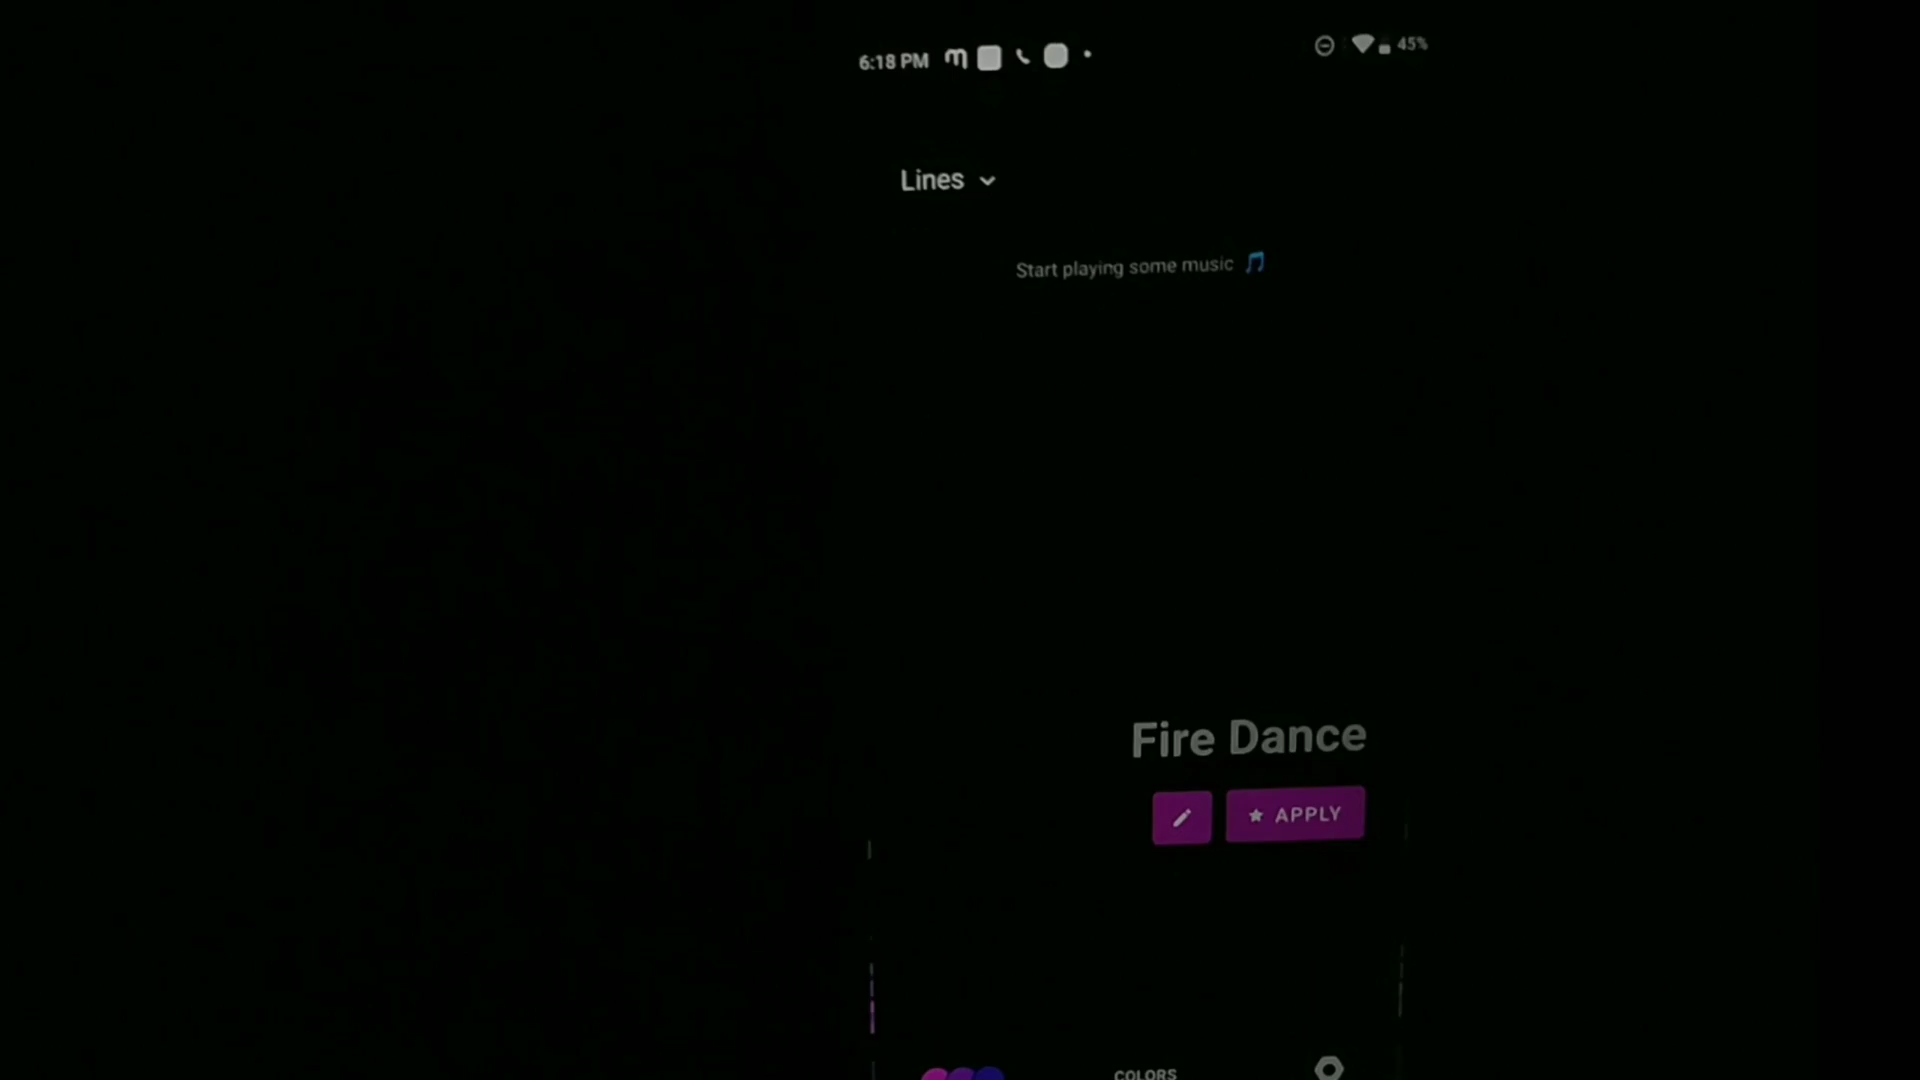 6:18 PM
45%
Lines
Start playing some music
Fire Dance
APPLY
COLORS